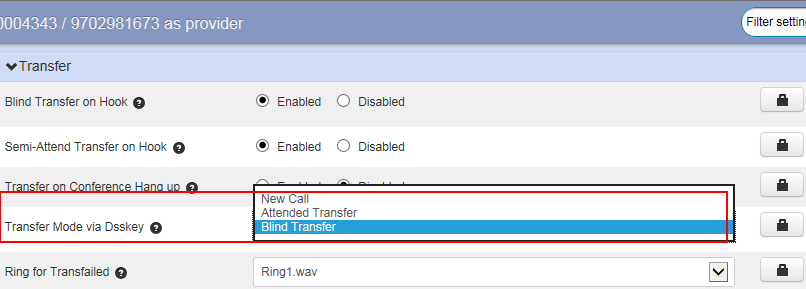 0004343 / 9702981673 as provider
Filter settin
Transfer
Blind Transfer on Hook ?
Enabled
Disabled
Semi-Attend Transfer on Hook ?
Enabled
Disabled
Transfer on Conference Hang up ?
New Call
Attended Transfer
Blind Transfer
Transfer Mode via Dsskey ?
Ring for Transfailed ?
Ring1.wav